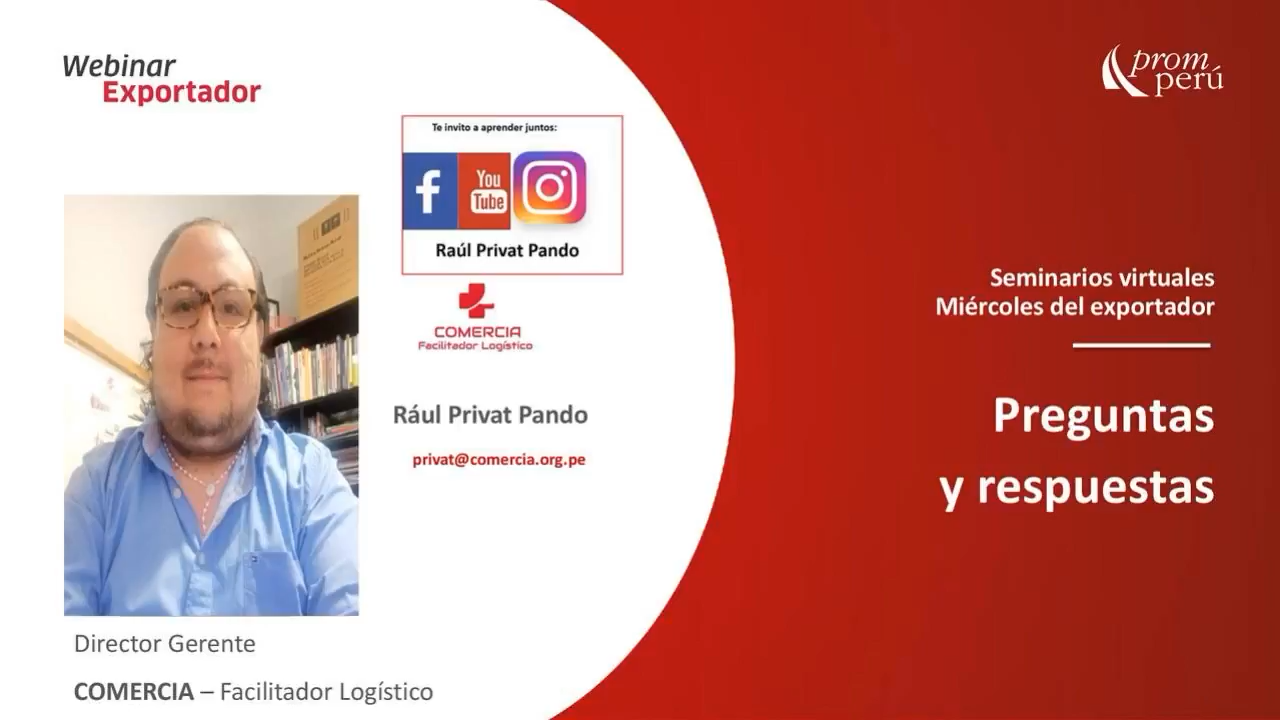 Webinar
Exportador
Te invito a aprender juntos:
f
You
Tube
Raúl Privat Pando
COMERCIA
Facilitador Logístico
Rául Privat Pando
privat@comercia.org.pe
Director Gerente
COMERCIA – Facilitador Logístico
prom
perú
Seminarios virtuales
Miércoles del exportador
Preguntas
y respuestas